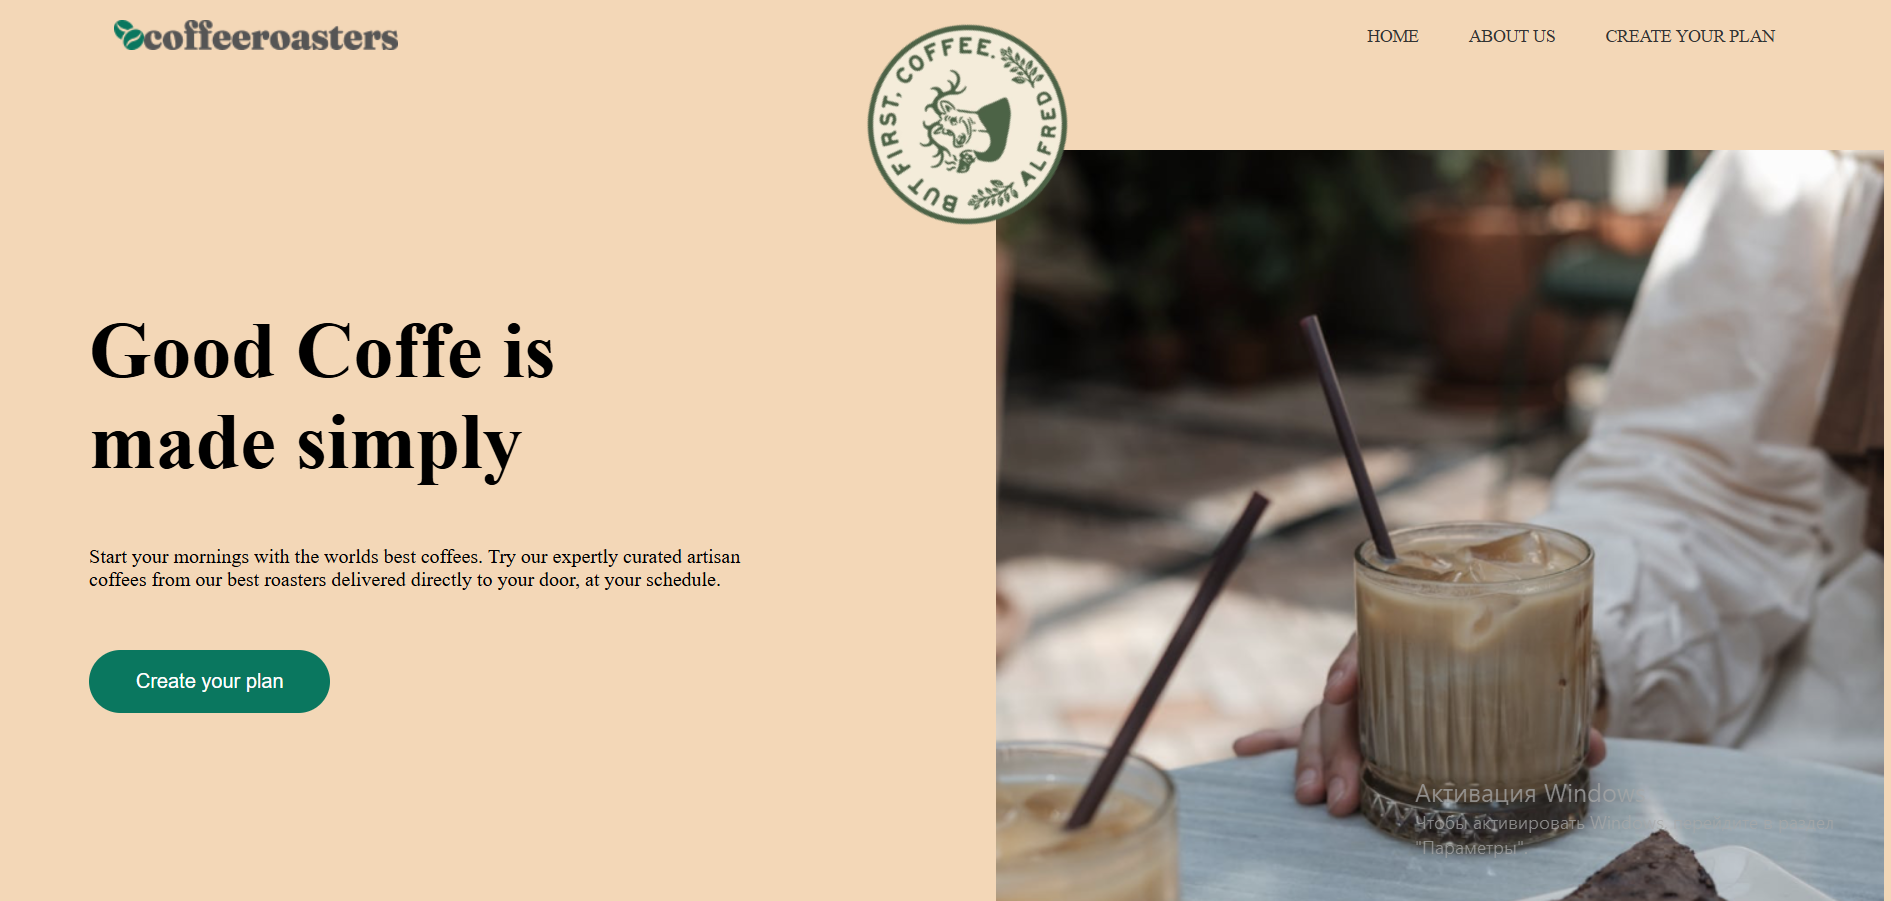 coffeeroasters
HOME
ABOUT US
CREATE YOUR PLAN
BUT FIRST, COFFEE.
ALFRED
Good Coffe is
made simply
Start your mornings with the worlds best coffees. Try our expertly curated artisan
coffees from our best roasters delivered directly to your door, at your schedule.
Create your plan
Активация Windows
Чтобы активировать Windows, раздел
"Параметры".